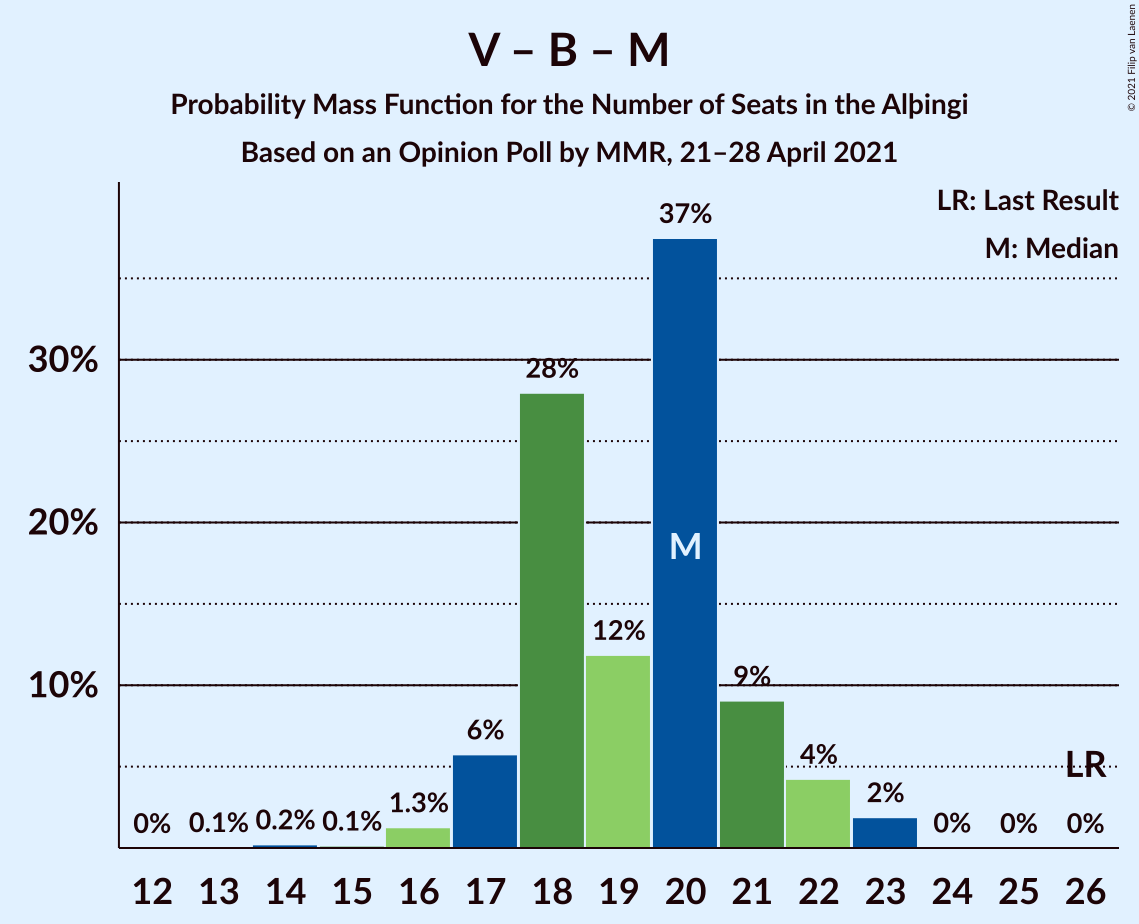 V – B – M
Probability Mass Function for the Number of Seats in the Alþingi
Based on an Opinion Poll by MMR, 21–28 April 2021
© 2021 Filip van Laenen
LR: Last Result
M: Median
37%
30%
28%
20%
M
12%
10%
9%
6%
4%
LR
2%
1.3%
0%
0.1%
0.2%
0.1%
0%
0%
0%
12 13 14 15 16 17 18 19 20 21 22 23 24 25 26